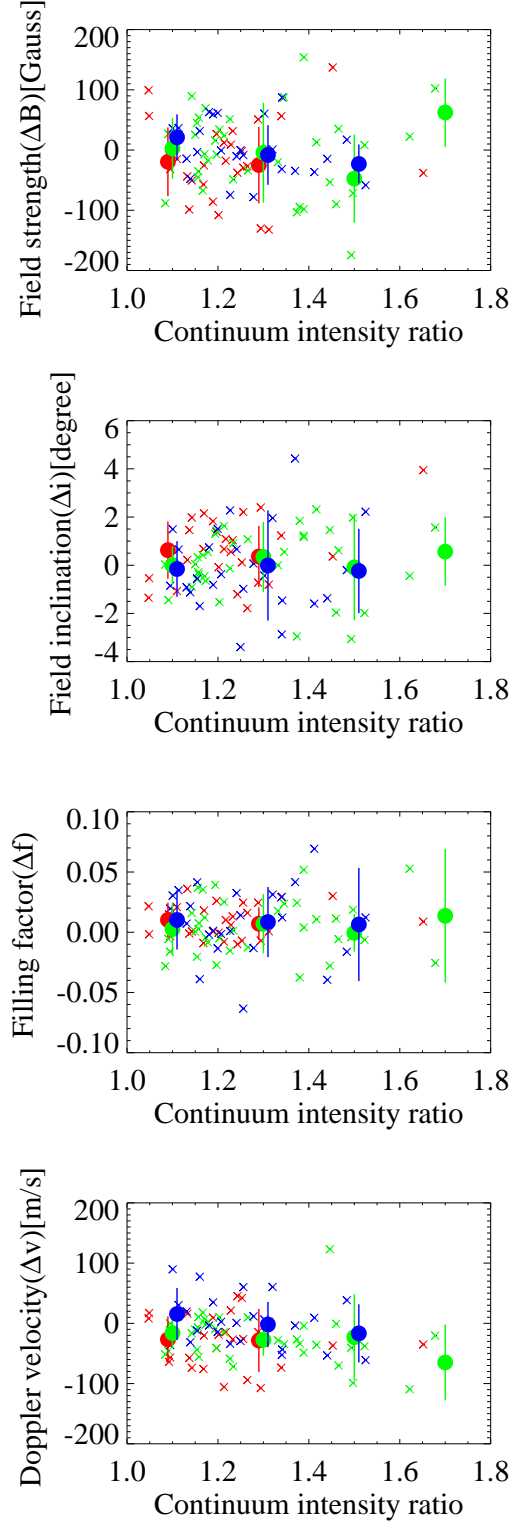 Field strength(ΔB)[Gauss]
200
100
0
-100
-200
1.0 1.2 1.4 1.6 1.8
Continuum intensity ratio
Field inclination(Δi)[degree]
6
4
2
0
-2
-4
1.0 1.2 1.4 1.6 1.8
Continuum intensity ratio
Filling factor(Δf)
0.10
0.05
0.00
-0.05
-0.10
1.0 1.2 1.4 1.6 1.8
Continuum intensity ratio
Doppler velocity(Δv)[m/s]
200
100
0
-100
-200
1.0 1.2 1.4 1.6 1.8
Continuum intensity ratio